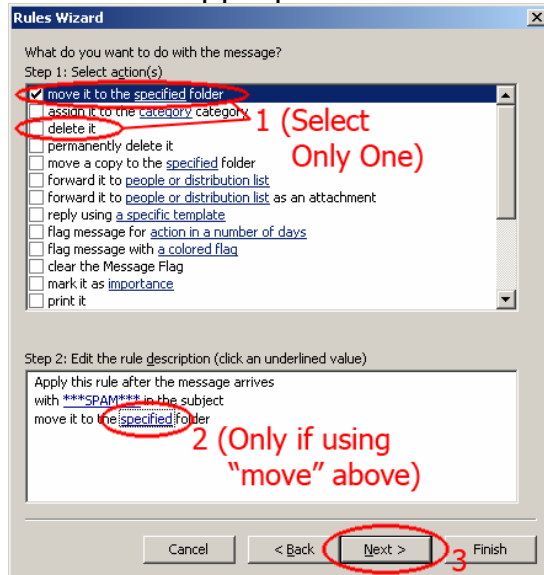 Rules Wizard
What do you want to do with the message?
Step 1: Select action(s)
move it to the specified folder
assign it to the category category
delete it
permanently delete it
move a copy to the specified folder
forward it to people or distribution list
forward it to people or distribution list as an attachment
reply using a specific template
flag message for action in a number of days
flag message with a colored flag
clear the Message Flag
mark it as importance
print it
1 (Select
Only One)
Step 2: Edit the rule description (click an underlined value)
Apply this rule after the message arrives
with ***SPAM*** in the subject
move it to the specified folder
2 (Only if using
"move" above)
Cancel
< Back
Next >
3
Finish